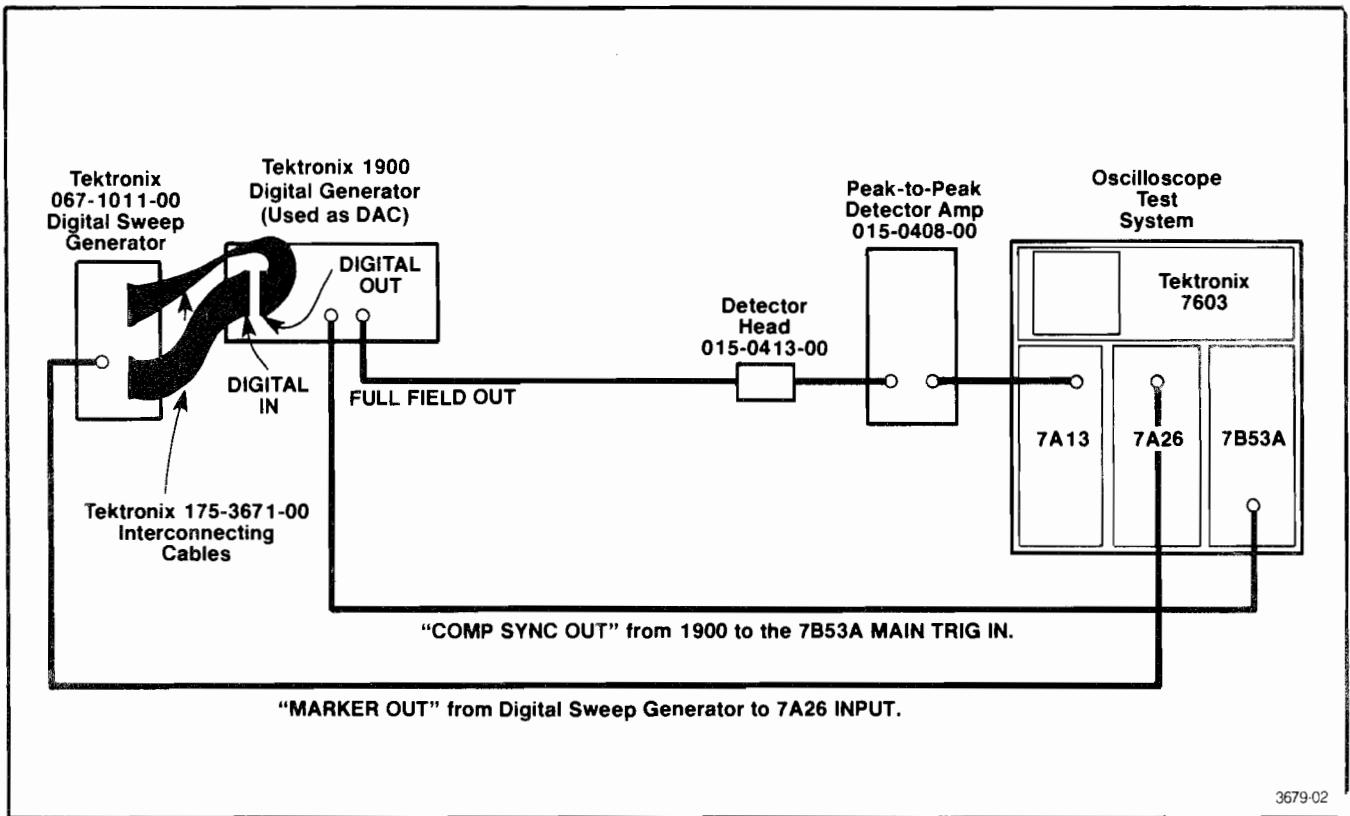 Tektronix
067-1011-00
Digital Sweep
Generator
Tektronix 1900
Digital Generator
(Used as DAC)
DIGITAL
OUT
DIGITAL
IN
FULL FIELD OUT
Tektronix 175-3671-00
Interconnecting
Cables
Detector
Head
015-0413-00
Peak-to-Peak
Detector Amp
015-0408-00
Oscilloscope
Test
System
Tektronix
7603
7A13
7A26
7B53A
“COMP SYNC OUT” from 1900 to the 7B53A MAIN TRIG IN.
“MARKER OUT” from Digital Sweep Generator to 7A26 INPUT.
3679-02